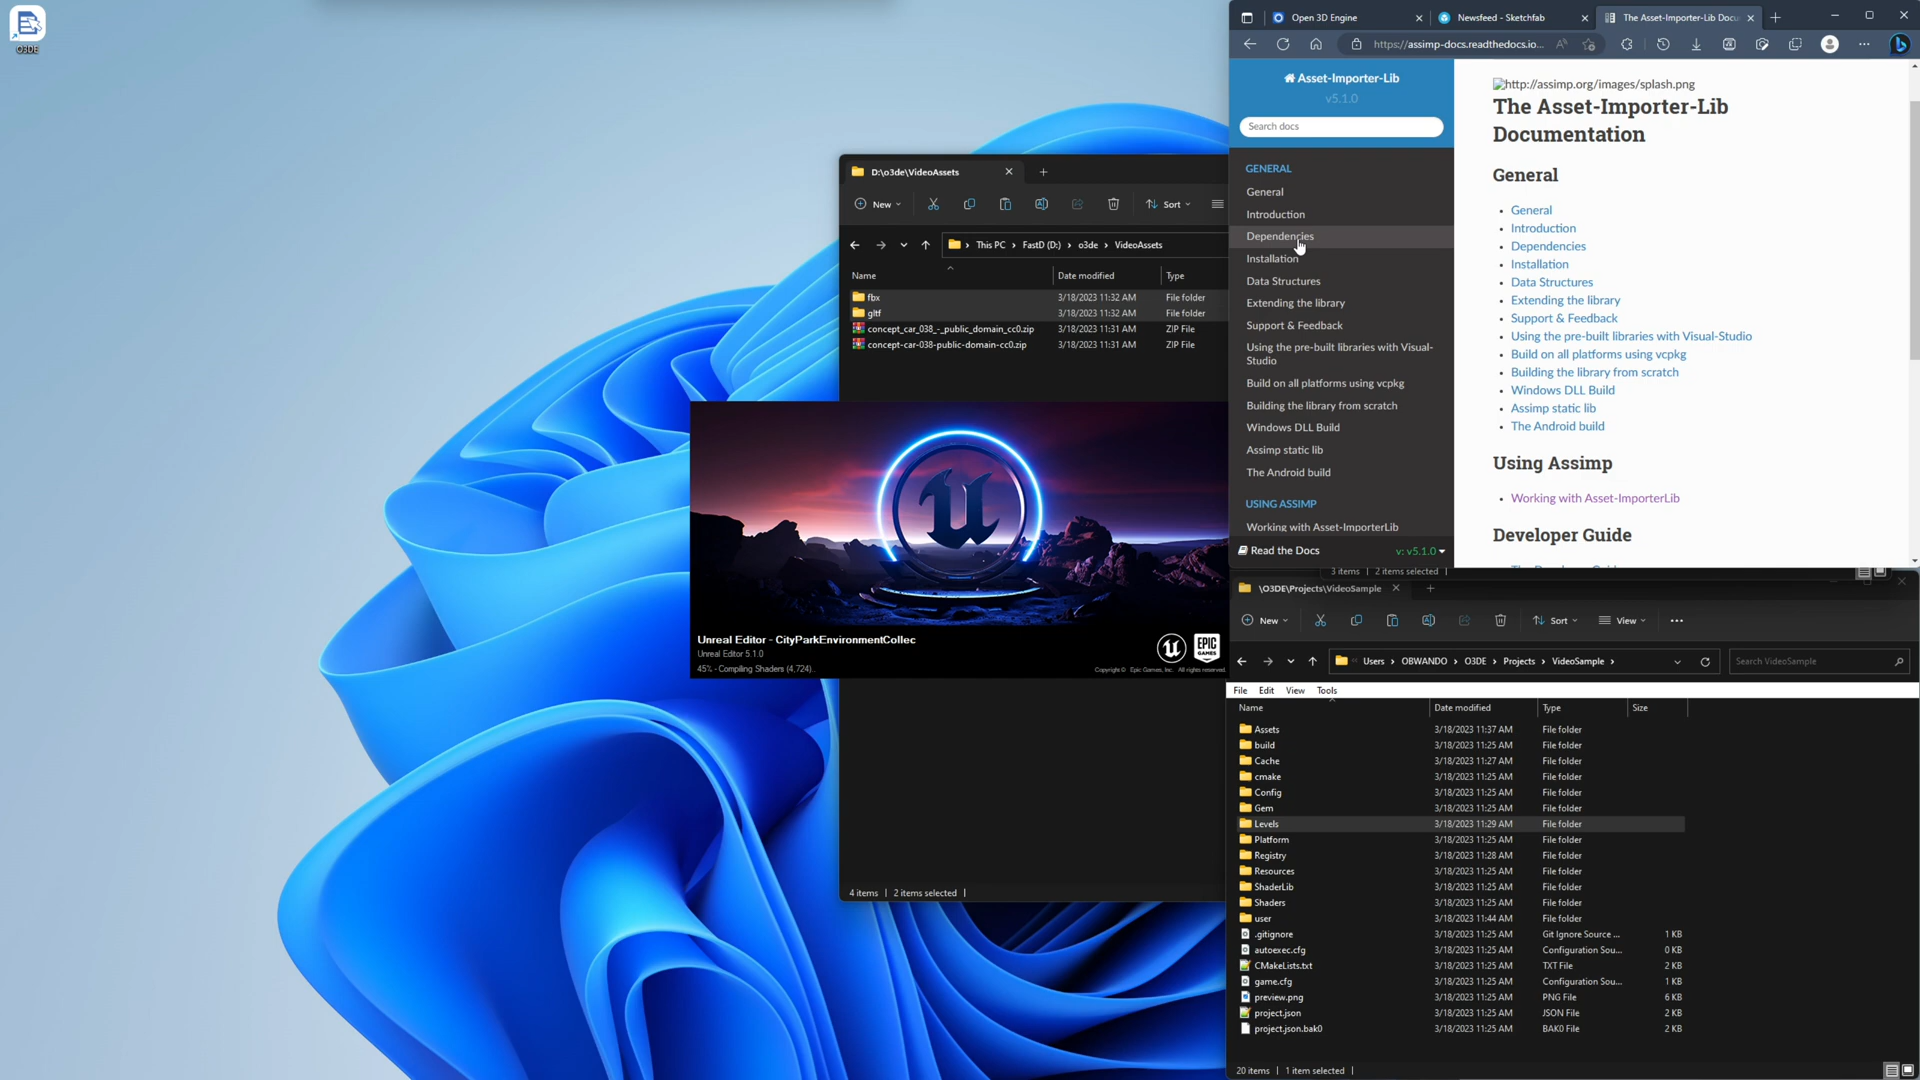 O3DE
D:\o3de\VideoAssets
New
Sort
This PC > FastD (D:) > o3de > VideoAssets
Name Date modified Type
fbx 3/18/2023 11:32 AM File folder
gltf 3/18/2023 11:32 AM File folder
concept_car_038_-_public_domain_cc0.zip 3/18/2023 11:31 AM ZIP File
concept-car-038-public-domain-cc0.zip 3/18/2023 11:31 AM ZIP File
Unreal Editor - CityParkEnvironmentCollec
Unreal Editor 5.1.0
45% - Compiling Shaders (4,724)...
EPIC GAMES
Copyright © Epic Games, Inc. All rights reserved.
4 items 2 items selected
Open 3D Engine
Newsfeed - Sketchfab
The Asset-Importer-Lib Docu
https://assimp-docs.readthedocs.io...
Asset-Importer-Lib
v5.1.0
Search docs
GENERAL
General
Introduction
Dependencies
Installation
Data Structures
Extending the library
Support & Feedback
Using the pre-built libraries with Visual-
Studio
Build on all platforms using vcpkg
Building the library from scratch
Windows DLL Build
Assimp static lib
The Android build
USING ASSIMP
Working with Asset-ImporterLib
Read the Docs v: v5.1.0
http://assimp.org/images/splash.png
The Asset-Importer-Lib
Documentation
General
General
Introduction
Dependencies
Installation
Data Structures
Extending the library
Support & Feedback
Using the pre-built libraries with Visual-Studio
Build on all platforms using vcpkg
Building the library from scratch
Windows DLL Build
Assimp static lib
The Android build
Using Assimp
Working with Asset-ImporterLib
Developer Guide
3 items 2 items selected
\O3DE\Projects\VideoSample
New
Sort
View
Users > OBWANDO > O3DE > Projects > VideoSample >
Search VideoSample
File Edit View Tools
Name Date modified Type Size
Assets 3/18/2023 11:37 AM File folder
build 3/18/2023 11:25 AM File folder
Cache 3/18/2023 11:27 AM File folder
cmake 3/18/2023 11:25 AM File folder
Config 3/18/2023 11:25 AM File folder
Gem 3/18/2023 11:25 AM File folder
Levels 3/18/2023 11:29 AM File folder
Platform 3/18/2023 11:25 AM File folder
Registry 3/18/2023 11:28 AM File folder
Resources 3/18/2023 11:25 AM File folder
ShaderLib 3/18/2023 11:25 AM File folder
Shaders 3/18/2023 11:25 AM File folder
user 3/18/2023 11:44 AM File folder
.gitignore 3/18/2023 11:25 AM Git Ignore Source ... 1 KB
autoexec.cfg 3/18/2023 11:25 AM Configuration Sou... 0 KB
CMakeLists.txt 3/18/2023 11:25 AM TXT File 2 KB
game.cfg 3/18/2023 11:25 AM Configuration Sou... 1 KB
preview.png 3/18/2023 11:25 AM PNG File 6 KB
project.json 3/18/2023 11:25 AM JSON File 2 KB
project.json.bak0 3/18/2023 11:25 AM BAK0 File 2 KB
20 items 1 item selected